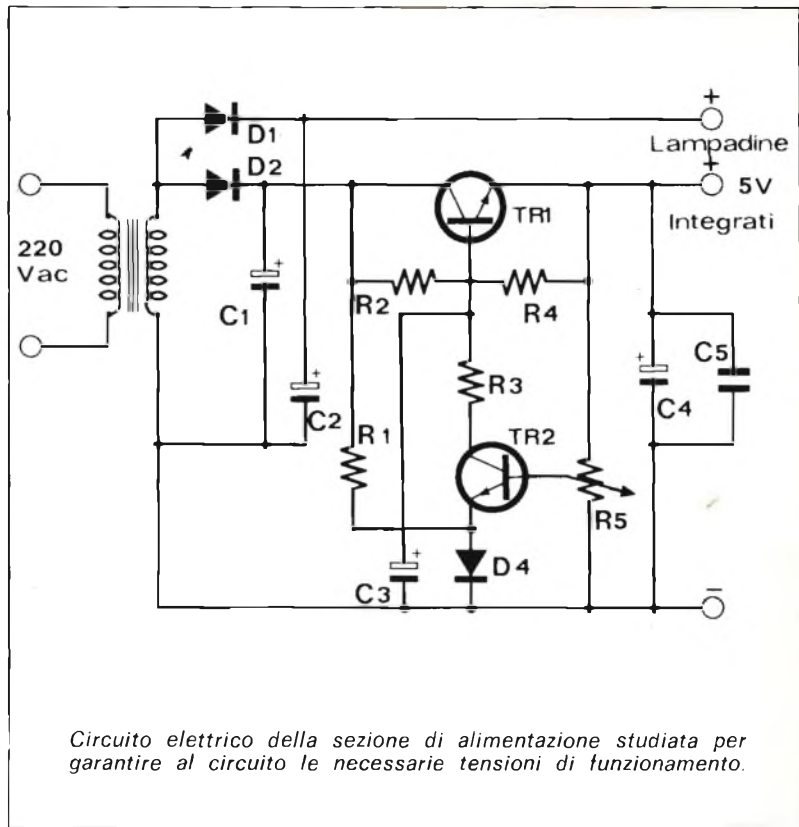 +
D1
Lampadine
D2
+
5V
TR1
Integrati
220
Vac
+
C1
R2
R4
+
C5
R3
C4
+
C2
R1
TR2
R5
+
D4
C3
-
Circuito elettrico della sezione di alimentazione studiata per
garantire al circuito le necessarie tensioni di funzionamento.